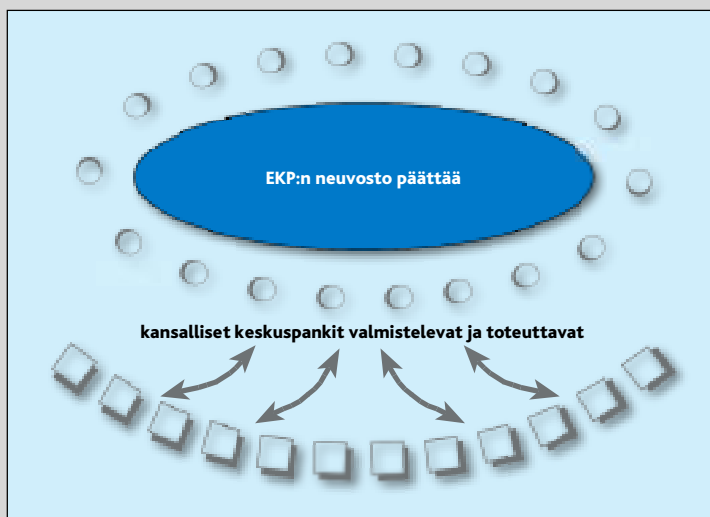 EKP:n neuvosto päättää
kansalliset keskuspankit valmistelevat ja toteuttavat